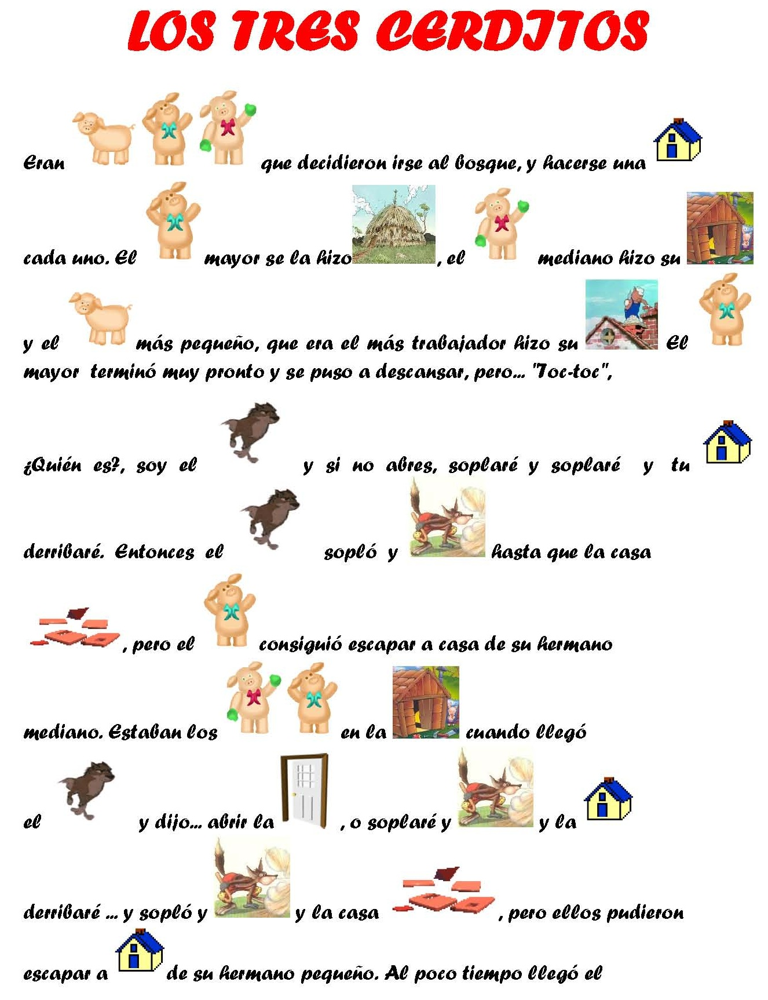 LOS TRES CERDITOS
Eran que decidieron irse al bosque, y hacerse una
cada uno. El mayor se la hizo , el mediano hizo su
y el más pequeño, que era el más trabajador hizo su El
mayor terminó muy pronto y se puso a descansar, pero... "Toc-toc",
¿Quién es?, soy el y si no abres, soplaré y soplaré y tu
derribaré. Entonces el sopló y hasta que la casa
, pero el consiguió escapar a casa de su hermano
mediano. Estaban los en la cuando llegó
el y dijo... abrir la , o soplaré y y la
derribaré ... y sopló y y la casa , pero ellos pudieron
escapar a de su hermano pequeño. Al poco tiempo llegó el